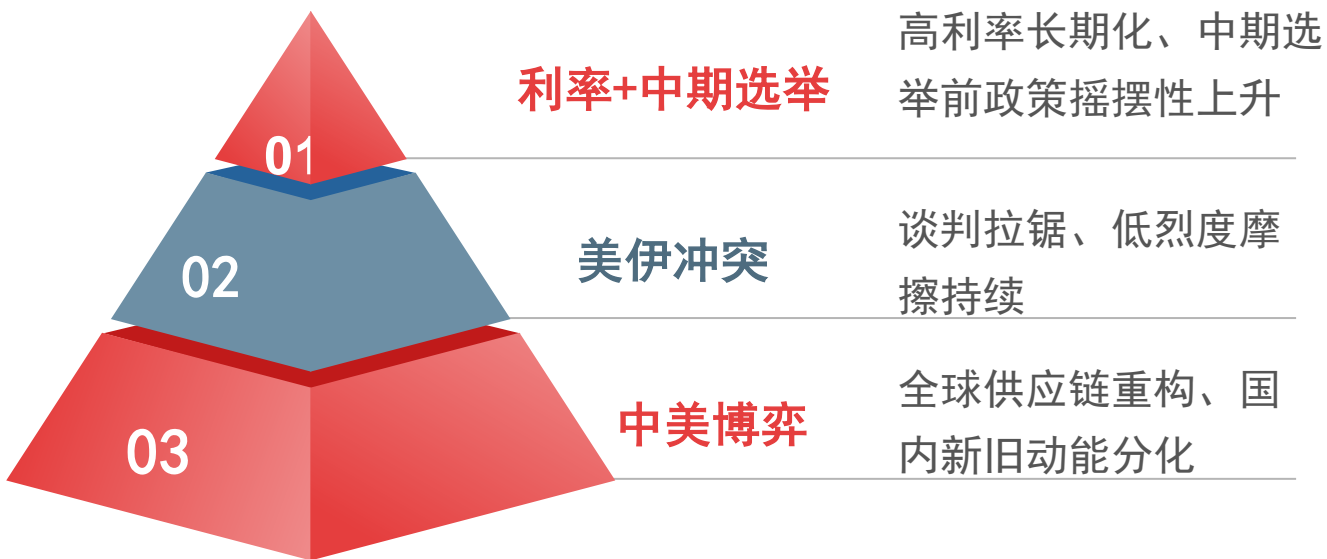 01
利率+中期选举
高利率长期化、中期选
举前政策摇摆性上升
02
美伊冲突
谈判拉锯、低烈度摩
擦持续
03
中美博弈
全球供应链重构、国
内新旧动能分化